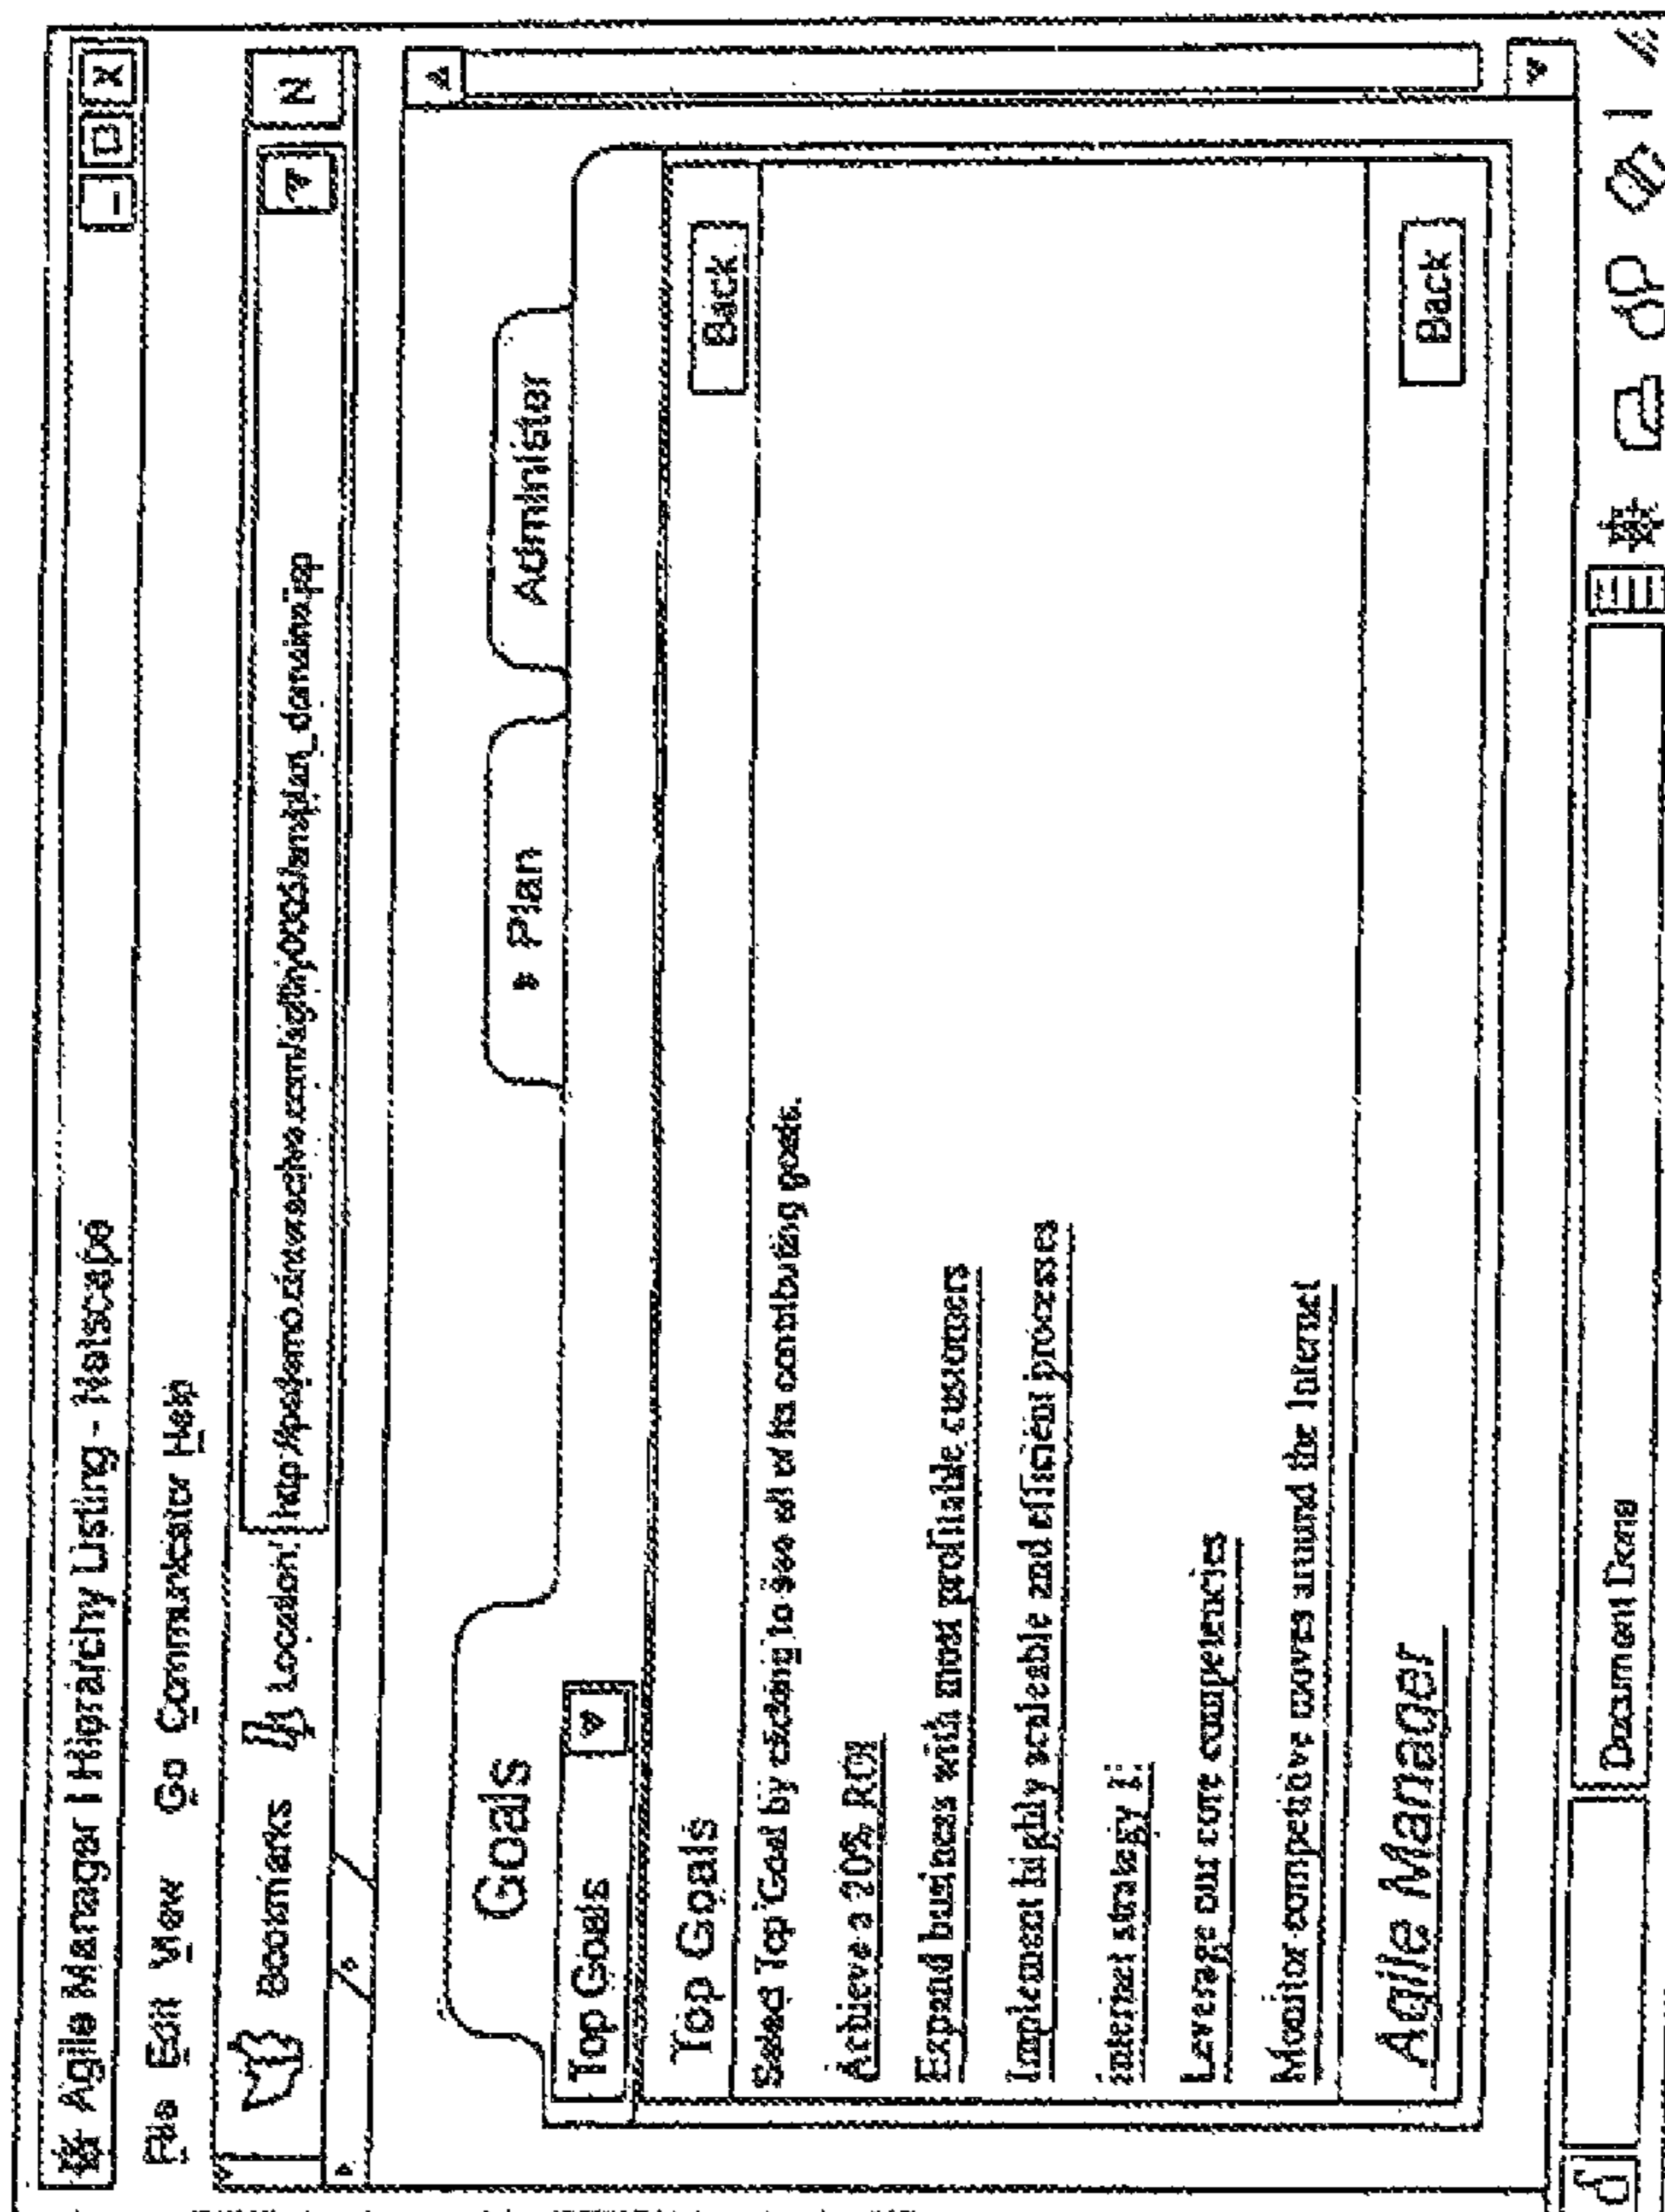 Agile Manager | Hierarchy Listing - Netscape
File Edit View Go Communicator Help
Bookmarks Location:
N
Goals
Plan
Administer
Top Goals
Top Goals
Back
Select Top Goal by clicking to see all of its contributing goals.
Achieve a 20% ROI
Expand business with most profitable customers
Implement highly scaleable and efficient processes
internet strategy 1:
Leverage our core competencies
Monitor competitive moves around the Internet
Agile Manager
Back
Document Done